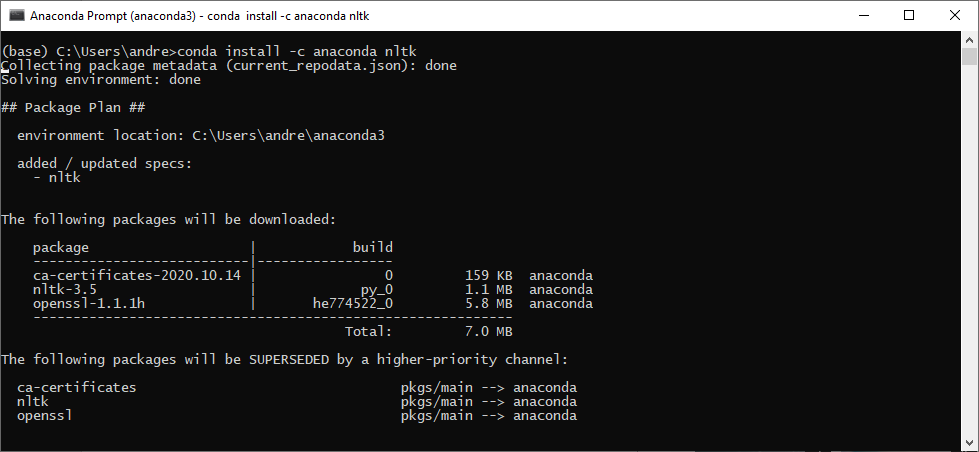 Anaconda Prompt (anaconda3) - conda  install -c anaconda nltk
(base) C:\Users\andre>conda install -c anaconda nltk
Collecting package metadata (current_repodata.json): done
Solving environment: done
## Package Plan ##
environment location: C:\Users\andre\anaconda3
added / updated specs:
- nltk
The following packages will be downloaded:
package                    |            build
---------------------------|-----------------
ca-certificates-2020.10.14 |                0         159 KB  anaconda
nltk-3.5                   |             py_0         1.1 MB  anaconda
openssl-1.1.1h             |       he774522_0         5.8 MB  anaconda
------------------------------------------------------------
Total:         7.0 MB
The following packages will be SUPERSEDED by a higher-priority channel:
ca-certificates                                 pkgs/main --> anaconda
nltk                                            pkgs/main --> anaconda
openssl                                         pkgs/main --> anaconda